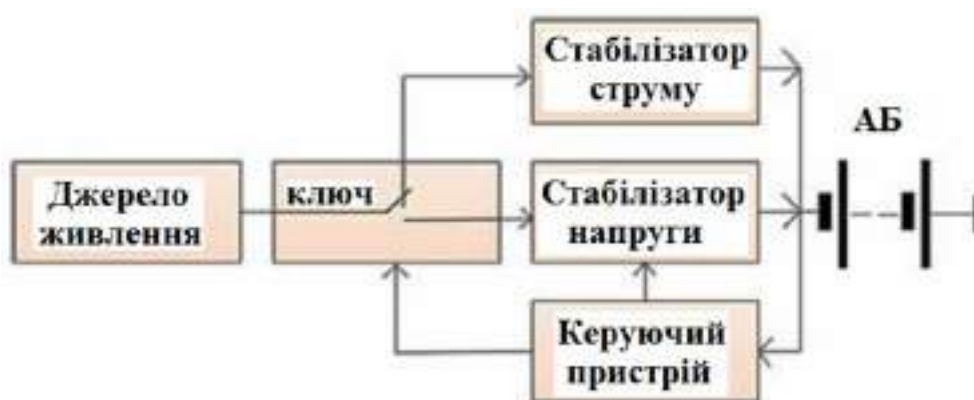 Стабілізатор
струму
АБ
Джерело
живлення
ключ
Стабілізатор
напруги
Керуючий
пристрій